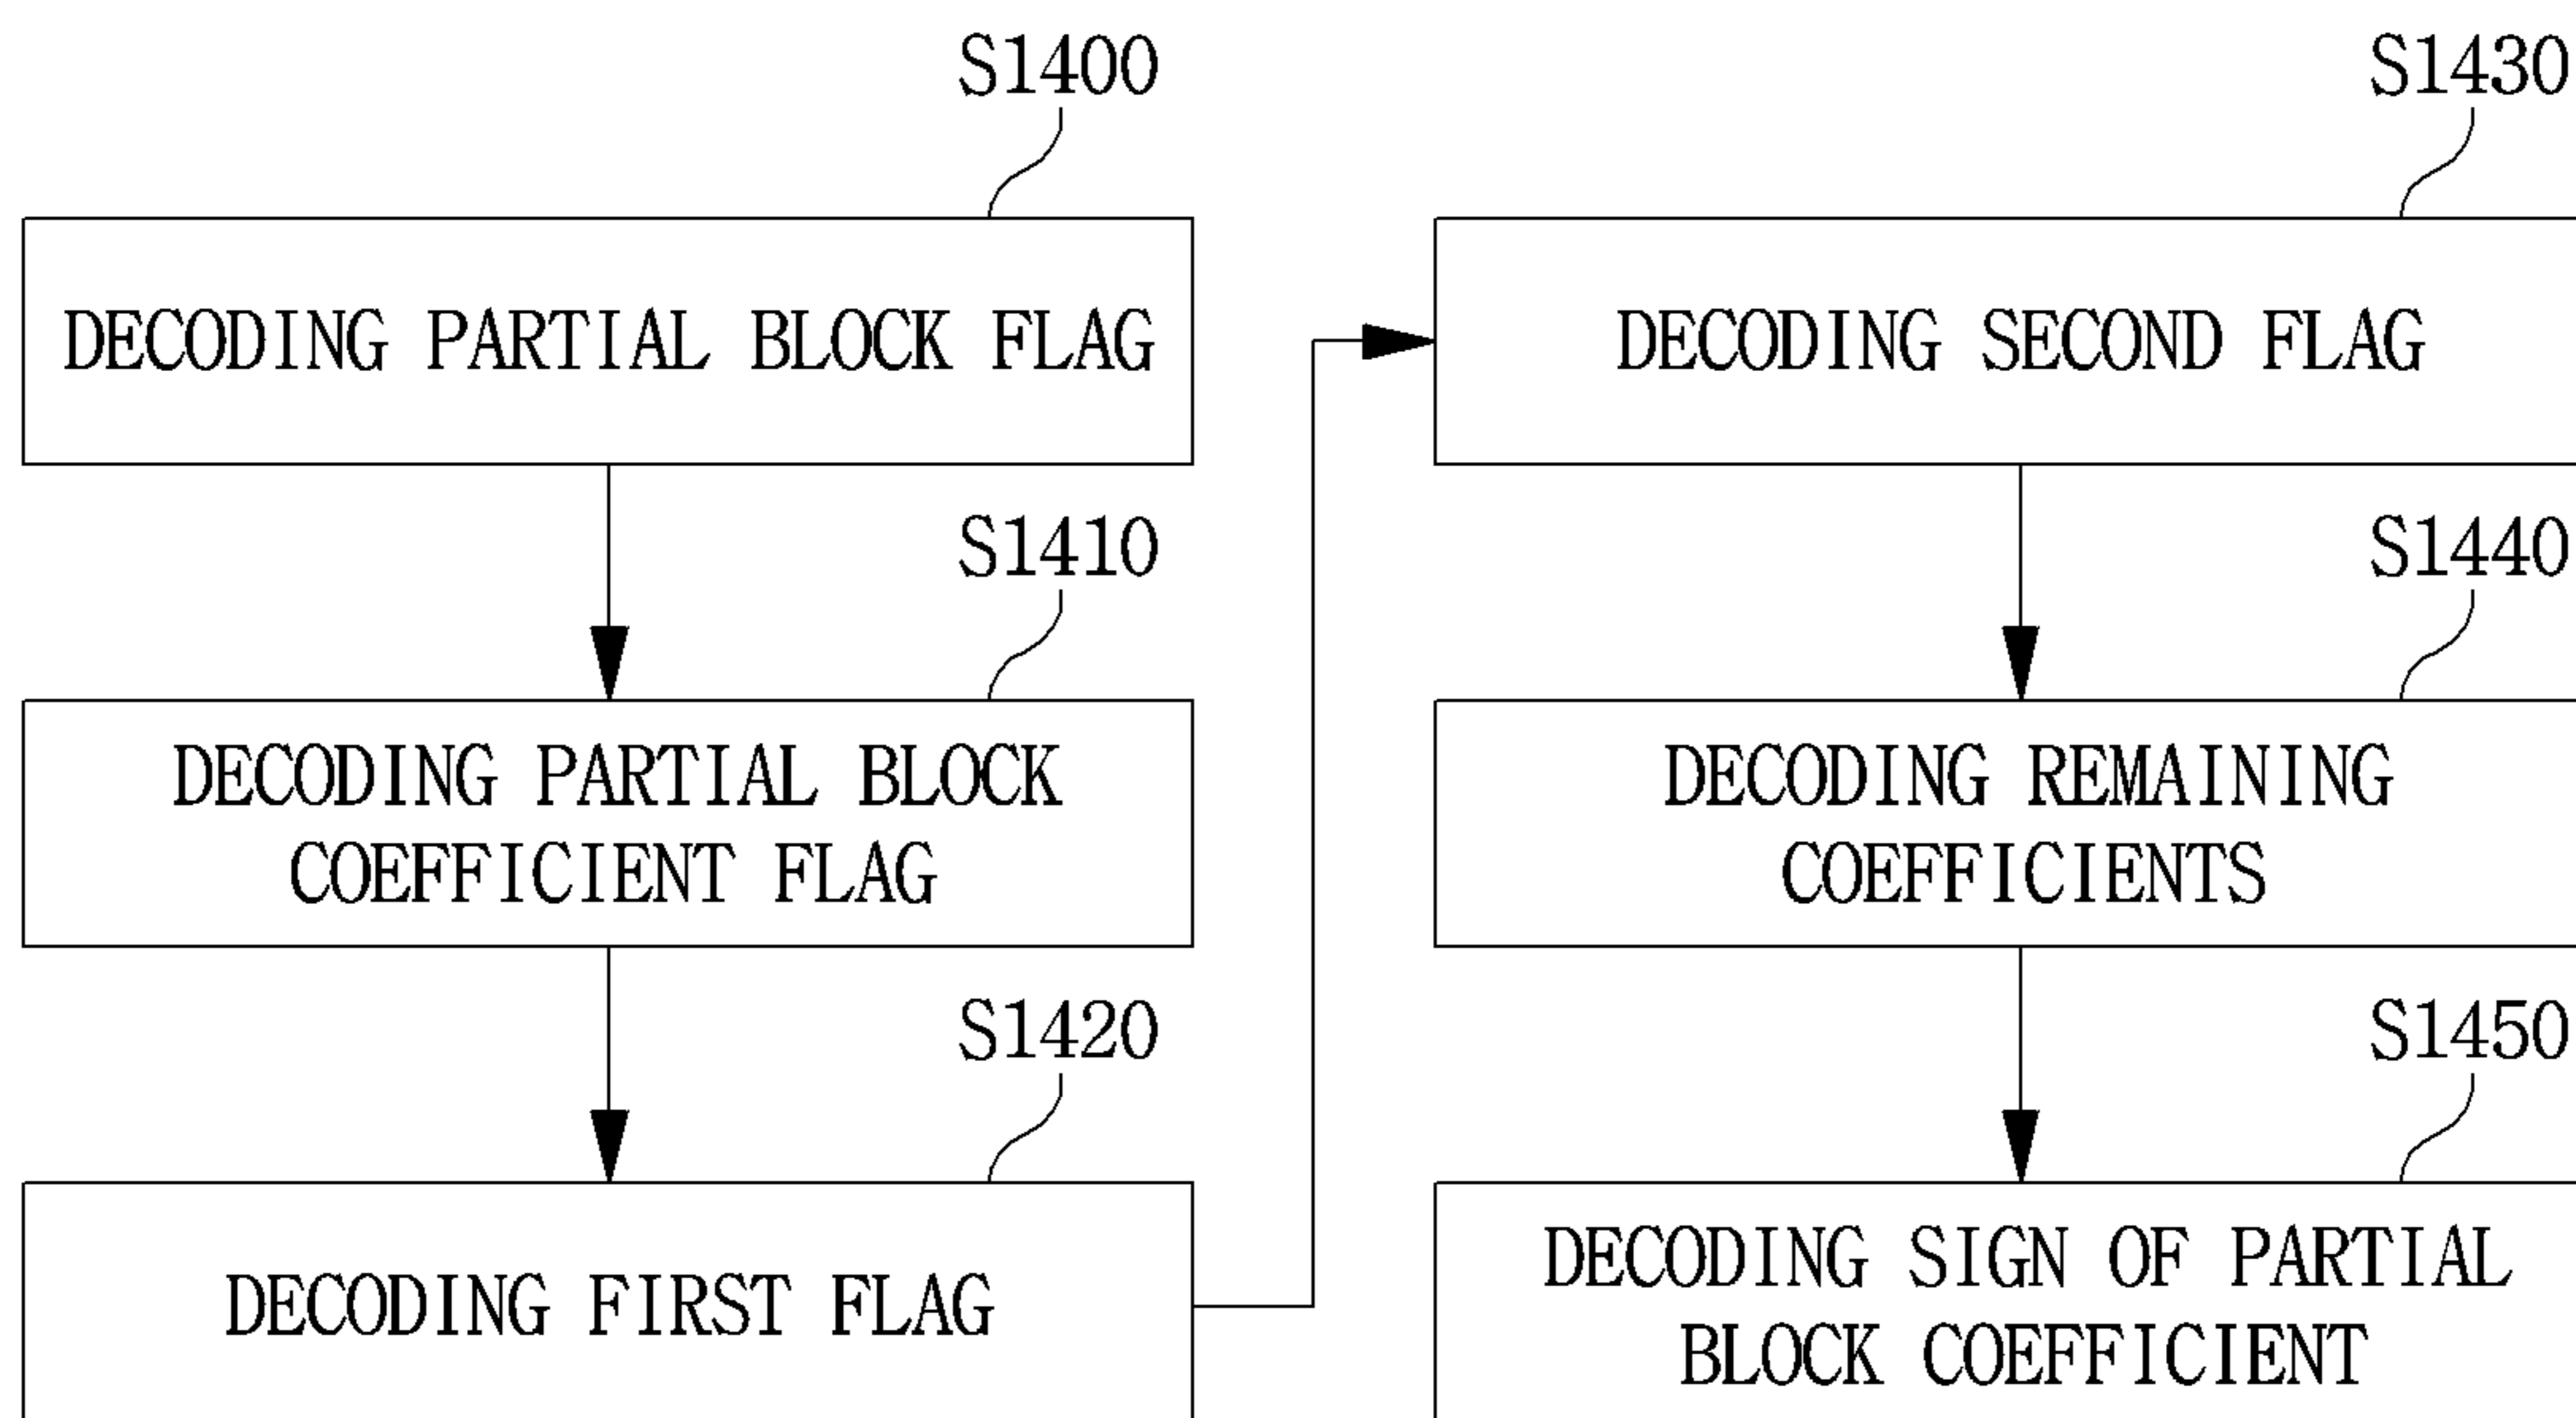 S1400
DECODING PARTIAL BLOCK FLAG
S1410
DECODING PARTIAL BLOCK
COEFFICIENT FLAG
S1420
DECODING FIRST FLAG
S1430
DECODING SECOND FLAG
S1440
DECODING REMAINING
COEFFICIENTS
S1450
DECODING SIGN OF PARTIAL
BLOCK COEFFICIENT